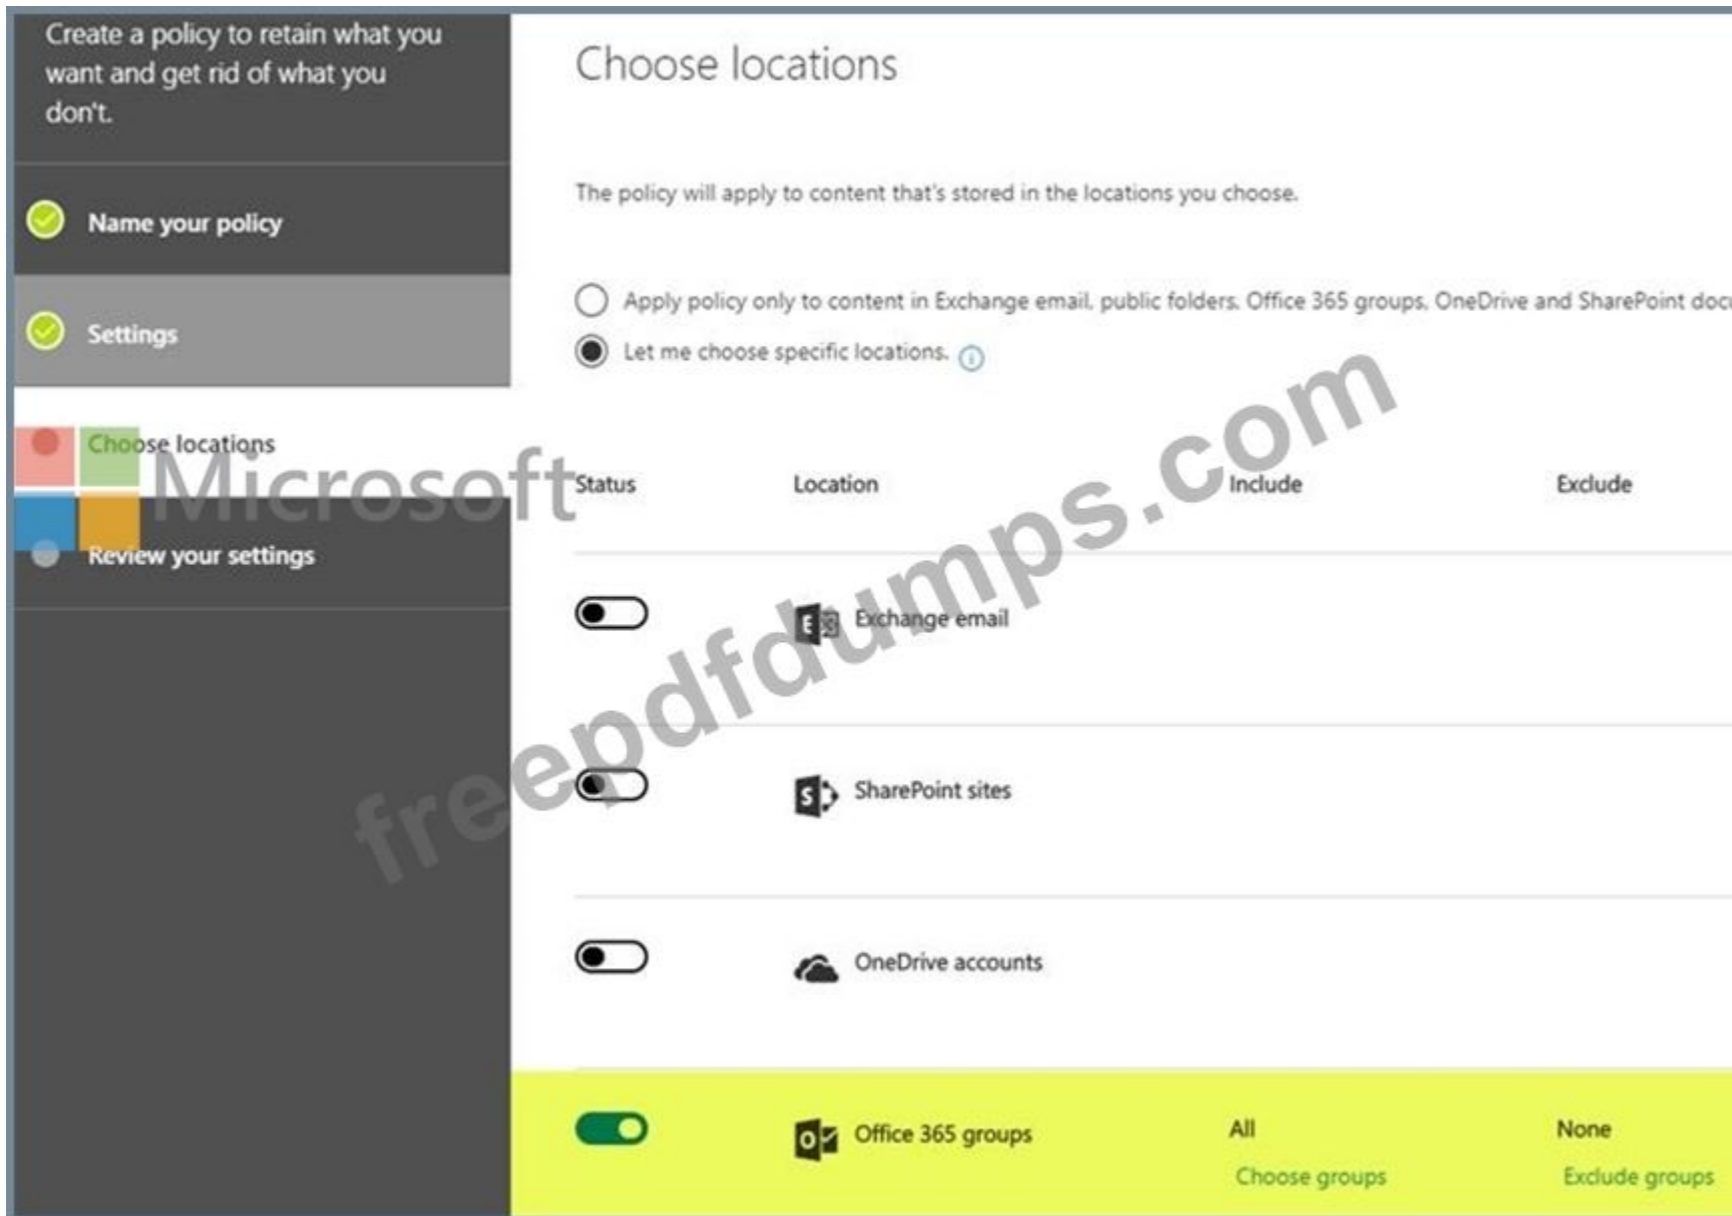 Create a policy to retain what you
want and get rid of what you
don't.
Name your policy
Settings
Choose locations
Review your settings
Microsoft
Choose locations
The policy will apply to content that's stored in the locations you choose.
Apply policy only to content in Exchange email, public folders, Office 365 groups, OneDrive and SharePoint docu
Let me choose specific locations.
Status Location Include Exclude
Exchange email
SharePoint sites
OneDrive accounts
Office 365 groups All None
Choose groups Exclude groups
freepdfdumps.com